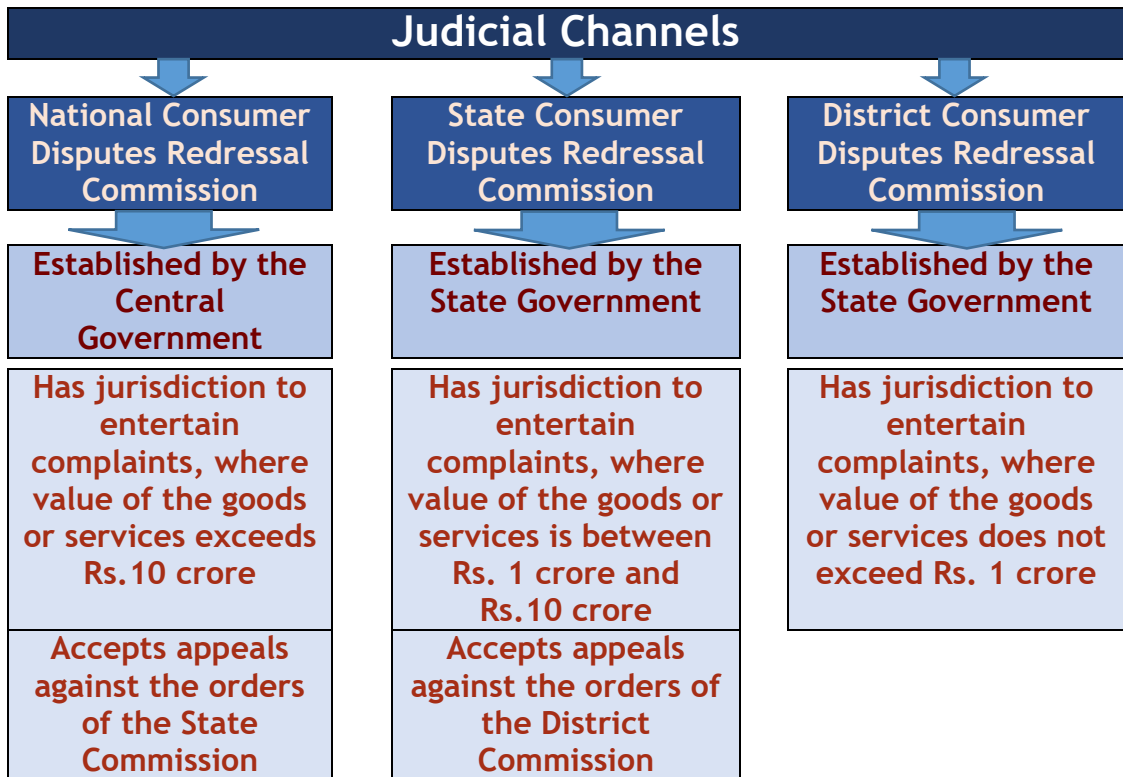 Judicial Channels
National Consumer
Disputes Redressal
Commission
State Consumer
Disputes Redressal
Commission
District Consumer
Disputes Redressal
Commission
Established by the
Central
Government
Established by the
State Government
Established by the
State Government
Has jurisdiction to
entertain
complaints, where
value of the goods
or services exceeds
Rs.10 crore
Has jurisdiction to
entertain
complaints, where
value of the goods or
services is between
Rs. 1 crore and
Rs.10 crore
Has jurisdiction to
entertain
complaints, where
value of the goods
or services does not
exceed Rs. 1 crore
Accepts appeals
against the orders
of the State
Commission
Accepts appeals
against the orders of
the District
Commission